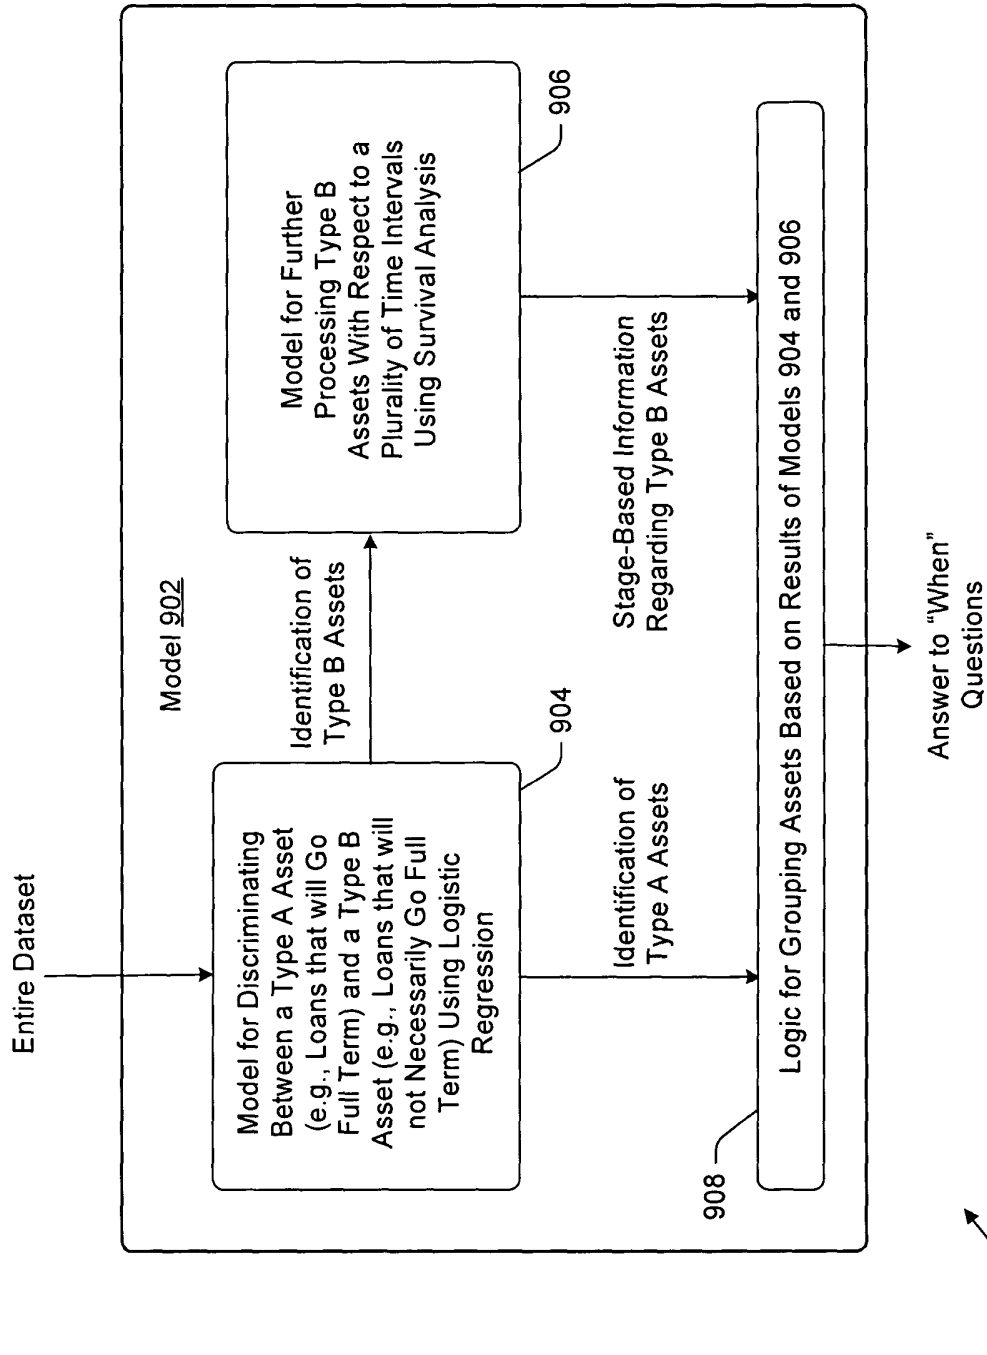 Entire Dataset
Model 902
Model for Discriminating
Between a Type A Asset
(e.g., Loans that will Go
Full Term) and a Type B
Asset (e.g., Loans that will
not Necessarily Go Full
Term) Using Logistic
Regression
904
Identification of
Type B Assets
Model for Further
Processing Type B
Assets With Respect to a
Plurality of Time Intervals
Using Survival Analysis
906
Identification of
Type A Assets
Stage-Based Information
Regarding Type B Assets
908
Logic for Grouping Assets Based on Results of Models 904 and 906
Answer to “When”
Questions